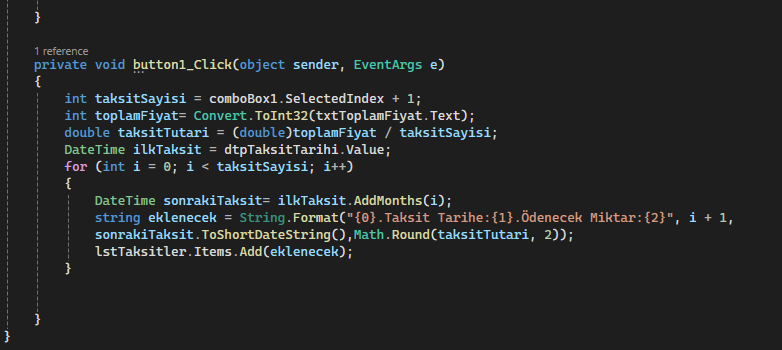 }
1 reference
private void button1_Click(object sender, EventArgs e)
{
int taksitSayisi = comboBox1.SelectedIndex + 1;
int toplamFiyat= Convert.ToInt32(txtToplamFiyat.Text);
double taksitTutari = (double)toplamFiyat / taksitSayisi;
DateTime ilkTaksit = dtpTaksitTarihi.Value;
for (int i = 0; i < taksitSayisi; i++)
{
DateTime sonrakiTaksit= ilkTaksit.AddMonths(i);
string eklenecek = String.Format("{0}.Taksit Tarihe:{1}.Ödenecek Miktar:{2}", i + 1,
sonrakiTaksit.ToShortDateString(),Math.Round(taksitTutari, 2));
lstTaksitler.Items.Add(eklenecek);
}
}
}